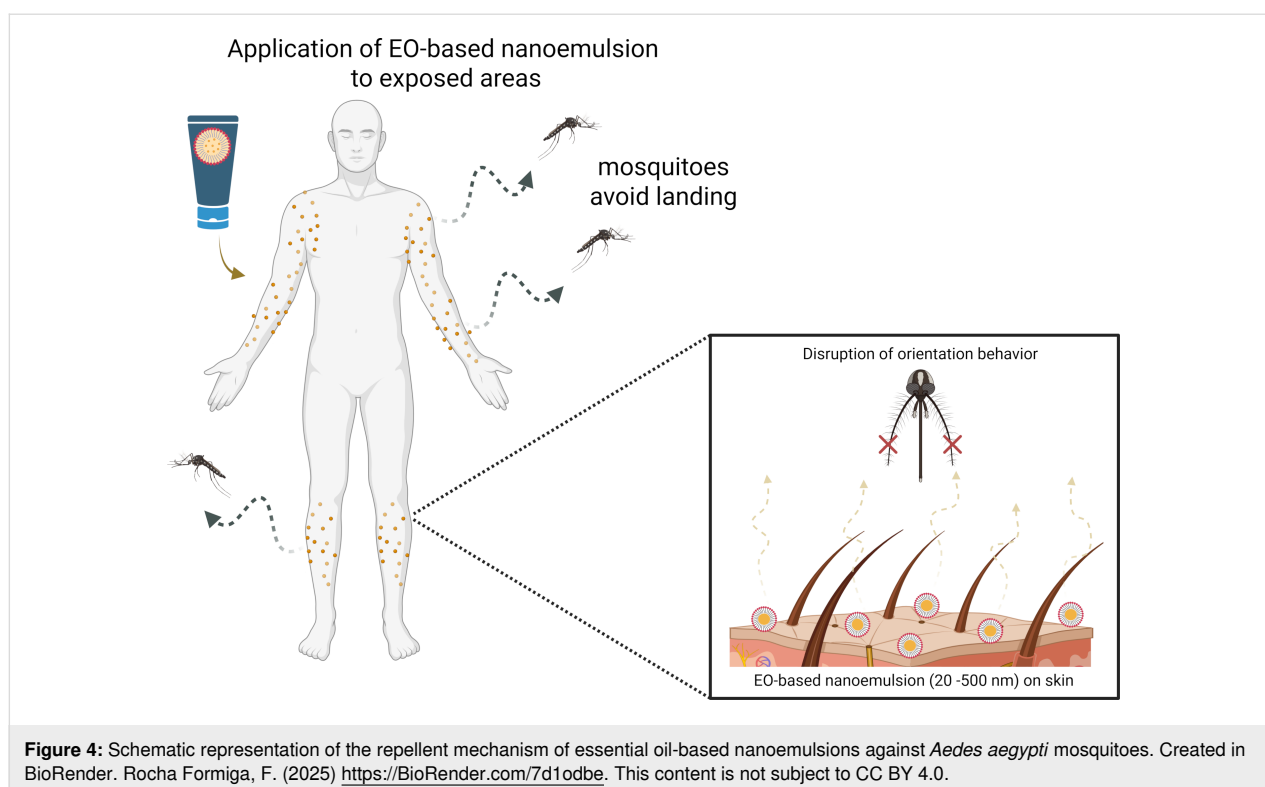 Application of EO-based nanoemulsion
to exposed areas
mosquitoes
avoid landing
Disruption of orientation behavior
EO-based nanoemulsion (20 -500 nm) on skin
Figure 4: Schematic representation of the repellent mechanism of essential oil-based nanoemulsions against Aedes aegypti mosquitoes. Created in
BioRender. Rocha Formiga, F. (2025) https://BioRender.com/7d1odbe. This content is not subject to CC BY 4.0.